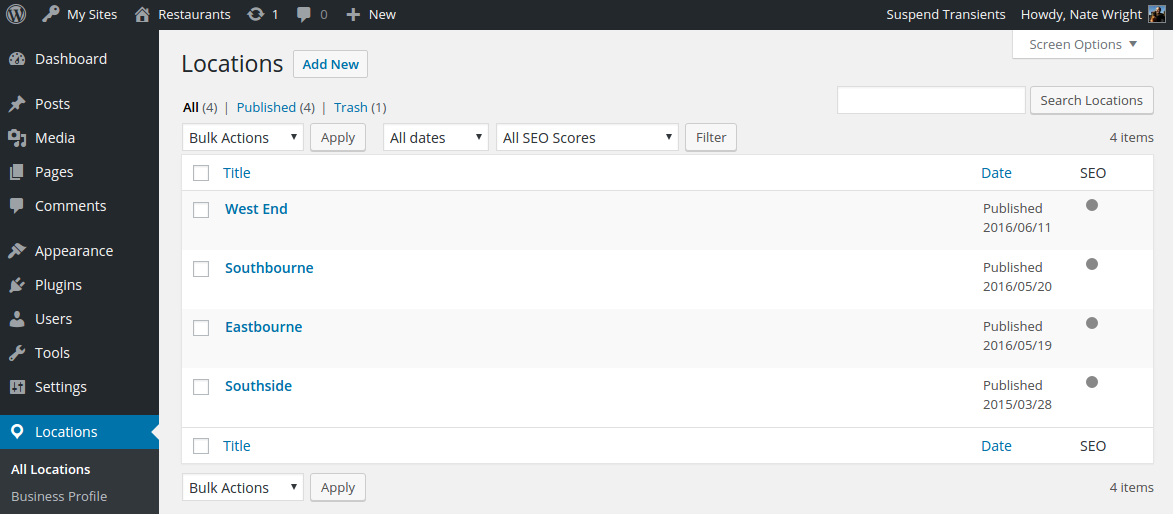 My Sites Restaurants 1 0 New Suspend Transients Howdy, Nate Wright
Screen Options ▼
Dashboard
Posts
Media
Pages
Comments
Appearance
Plugins
Users
Tools
Settings
Locations
All Locations
Business Profile
Locations Add New
All (4) | Published (4) | Trash (1)
Search Locations
Bulk Actions Apply All dates All SEO Scores Filter 4 items
Title Date SEO
West End Published
2016/06/11
Southbourne Published
2016/05/20
Eastbourne Published
2016/05/19
Southside Published
2015/03/28
Title Date SEO
Bulk Actions Apply 4 items